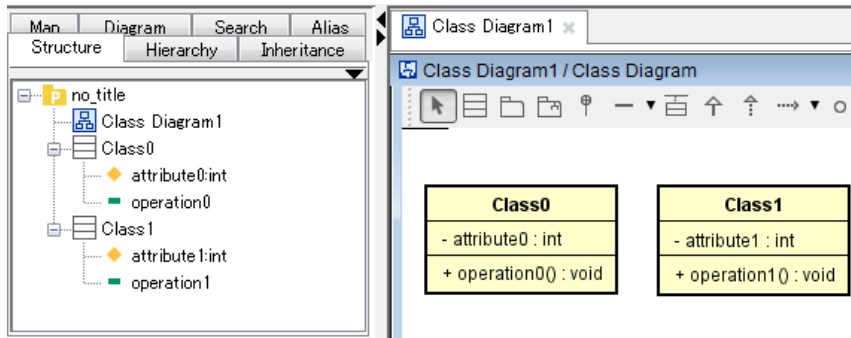 Map Diagram Search Alias
Structure Hierarchy Inheritance
no_title
Class Diagram1
Class0
attribute0:int
operation0
Class1
attribute1:int
operation1
Class Diagram1
Class Diagram1 / Class Diagram
Class0
- attribute0 : int
+ operation0() : void
Class1
- attribute1 : int
+ operation1() : void